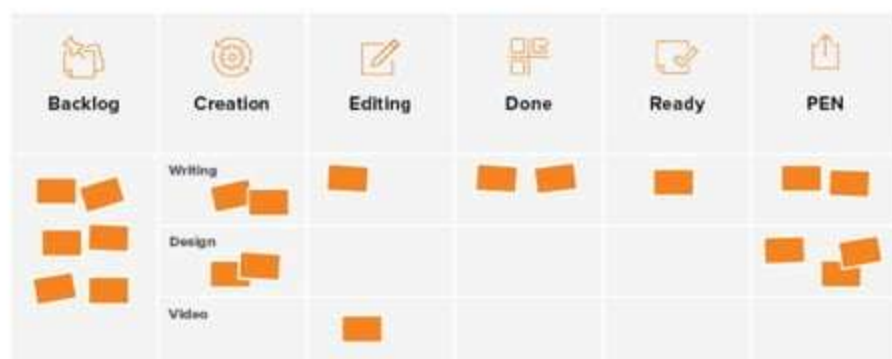 Backlog
Creation
Editing
Done
Ready
PEN
Writing
Design
Video